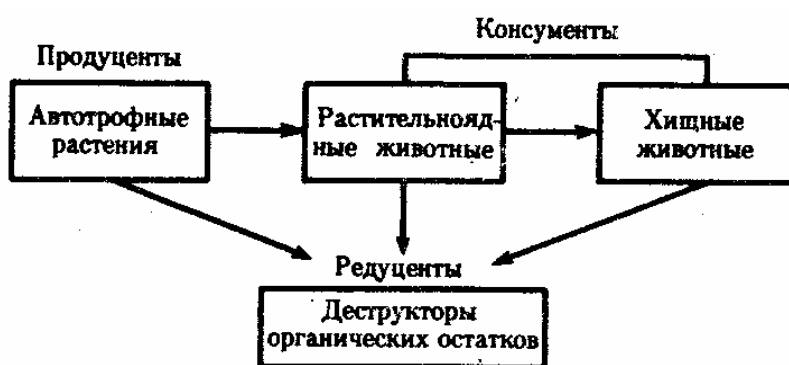 Консументы
Продуценты
Автотрофные
растения
Растительнояд-
ные животные
Хищные
животные
Редуценты
Деструкторы
органических остатков